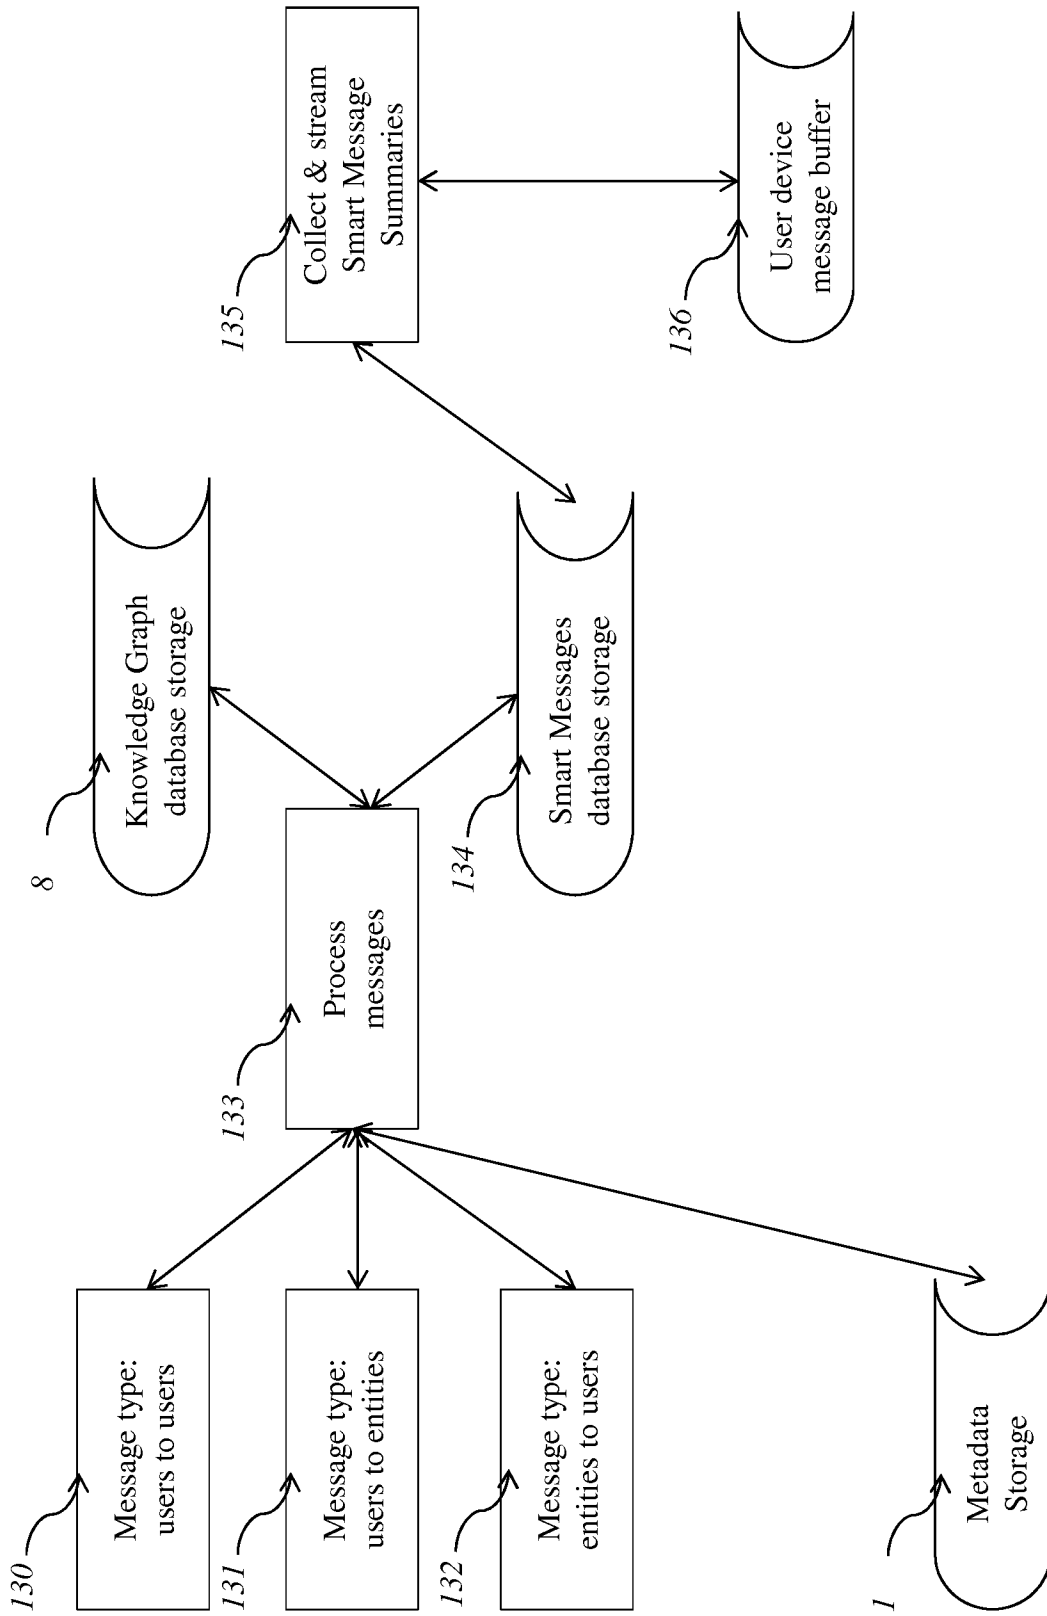 130
Message type:
users to users
131
Message type:
users to entities
132
Message type:
entities to users
1
Metadata
Storage
133
Process
messages
8
Knowledge Graph
database storage
134
Smart Messages
database storage
135
Collect & stream
Smart Message
Summaries
136
User device
message buffer